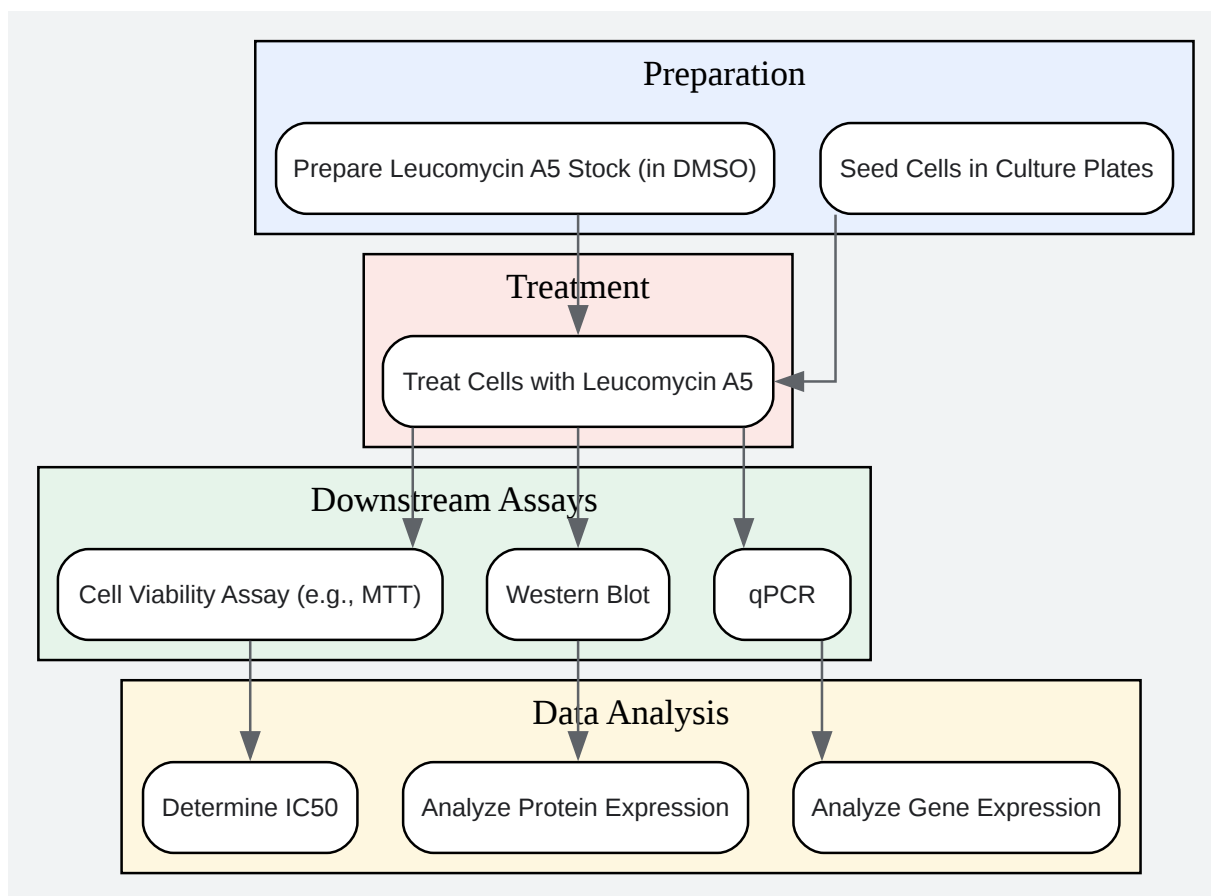 Preparation
Prepare Leucomycin A5 Stock (in DMSO)
Seed Cells in Culture Plates
Treatment
Treat Cells with Leucomycin A5
Downstream Assays
Cell Viability Assay (e.g., MTT)
Western Blot
qPCR
Data Analysis
Determine IC50
Analyze Protein Expression
Analyze Gene Expression